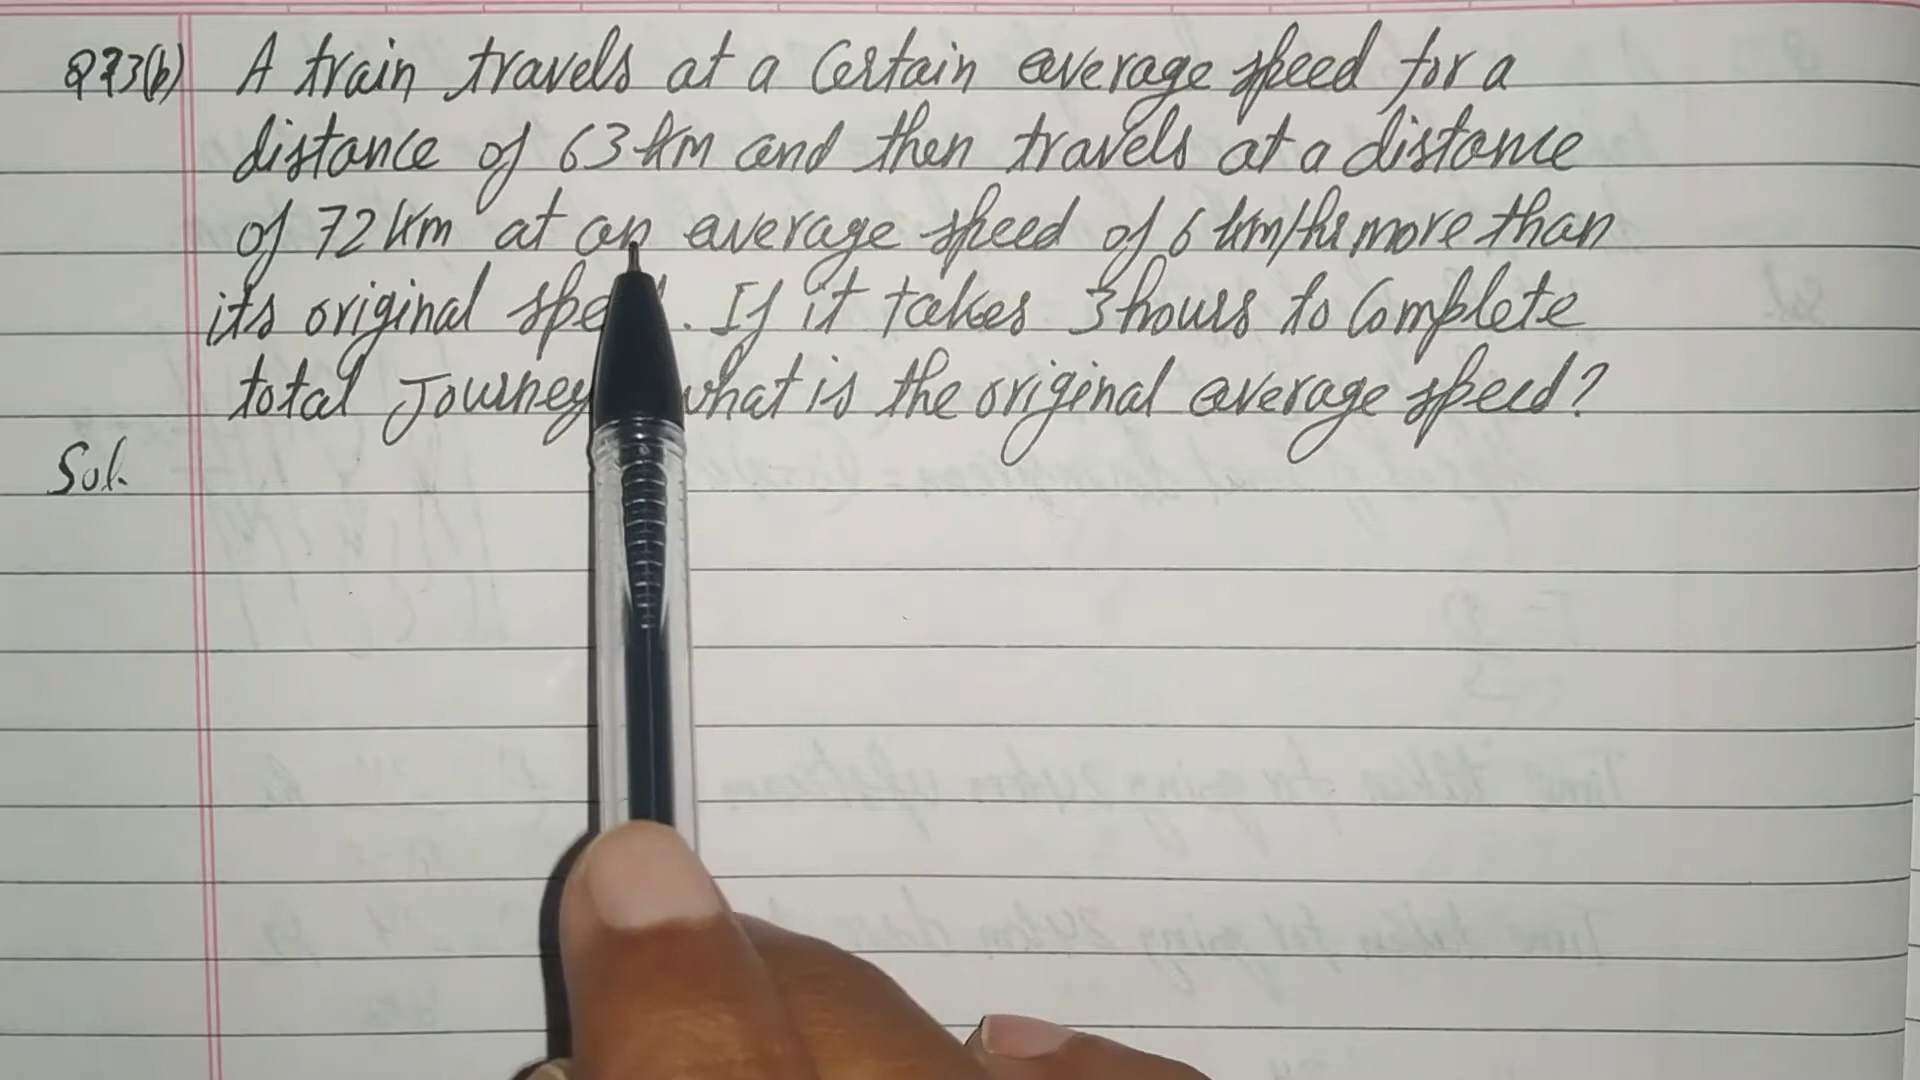 Q73(b) A train travels at a Certain average speed for a
distance of 63 km and then travels at a distance
of 72 km at an average speed of 6 km/hr more than
its original . If it takes 3 hours to Complete
total Journey what is the original average speed?
Sol.